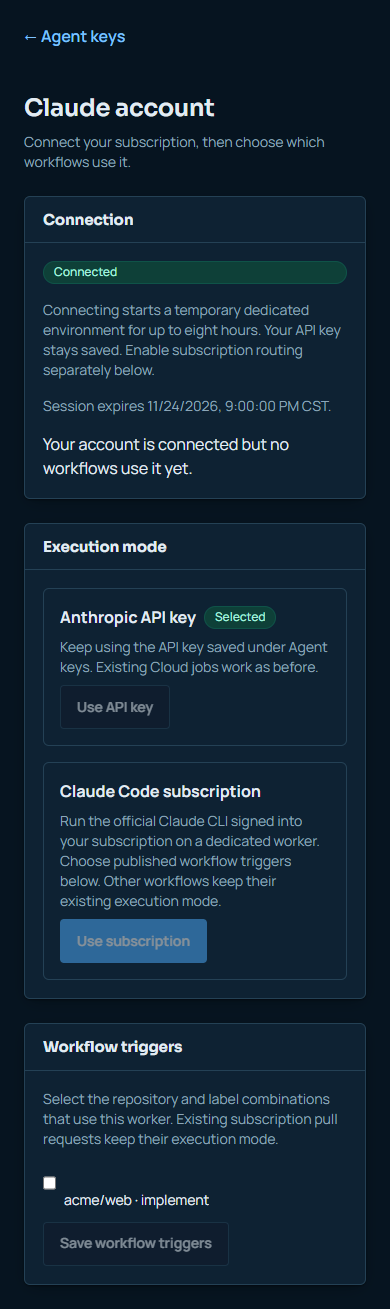 ← Agent keys
Claude account
Connect your subscription, then choose which
workflows use it.
Connection
Connected
Connecting starts a temporary dedicated
environment for up to eight hours. Your API key
stays saved. Enable subscription routing
separately below.
Session expires 11/24/2026, 9:00:00 PM CST.
Your account is connected but no
workflows use it yet.
Execution mode
Anthropic API key Selected
Keep using the API key saved under Agent
keys. Existing Cloud jobs work as before.
Use API key
Claude Code subscription
Run the official Claude CLI signed into
your subscription on a dedicated worker.
Choose published workflow triggers
below. Other workflows keep their
existing execution mode.
Use subscription
Workflow triggers
Select the repository and label combinations
that use this worker. Existing subscription pull
requests keep their execution mode.
acme/web · implement
Save workflow triggers